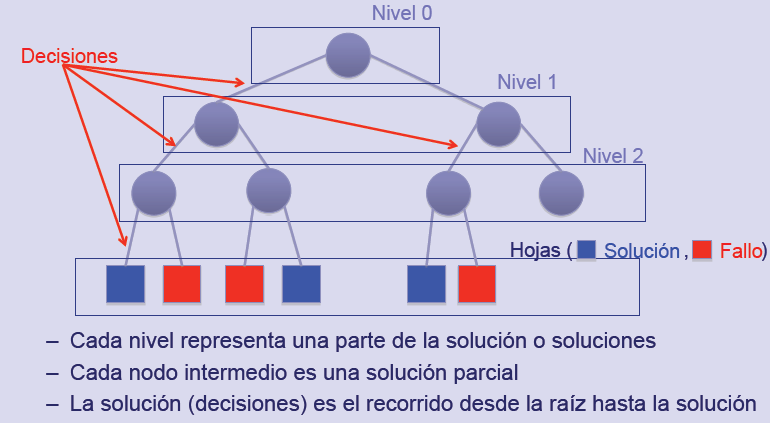 Nivel 0
Decisiones
Nivel 1
Nivel 2
Hojas ( Solución , Fallo)
– Cada nivel representa una parte de la solución o soluciones
– Cada nodo intermedio es una solución parcial
– La solución (decisiones) es el recorrido desde la raíz hasta la solución